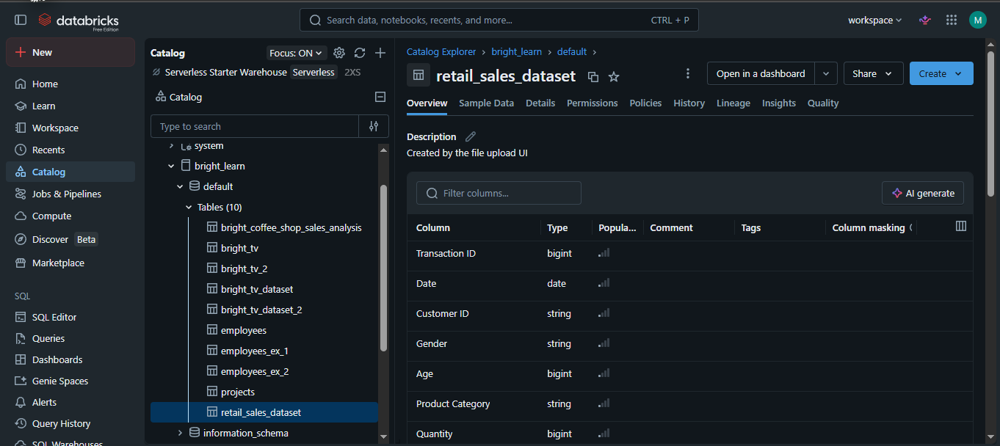 databricks
Free Edition
Search data, notebooks, recents, and more... CTRL + P
workspace
M
New
Home
Learn
Workspace
Recents
Catalog
Jobs & Pipelines
Compute
Discover Beta
Marketplace
SQL
SQL Editor
Queries
Dashboards
Genie Spaces
Alerts
Query History
SQL Warehouses
Catalog Focus: ON
Serverless Starter Warehouse Serverless 2XS
Catalog
Type to search
system
bright_learn
default
Tables (10)
bright_coffee_shop_sales_analysis
bright_tv
bright_tv_2
bright_tv_dataset
bright_tv_dataset_2
employees
employees_ex_1
employees_ex_2
projects
retail_sales_dataset
information_schema
Catalog Explorer › bright_learn › default ›
retail_sales_dataset
Open in a dashboard Share Create
Overview Sample Data Details Permissions Policies History Lineage Insights Quality
Description
Created by the file upload UI
Filter columns... AI generate
Column Type Popula... Comment Tags Column masking
Transaction ID bigint
Date date
Customer ID string
Gender string
Age bigint
Product Category string
Quantity bigint